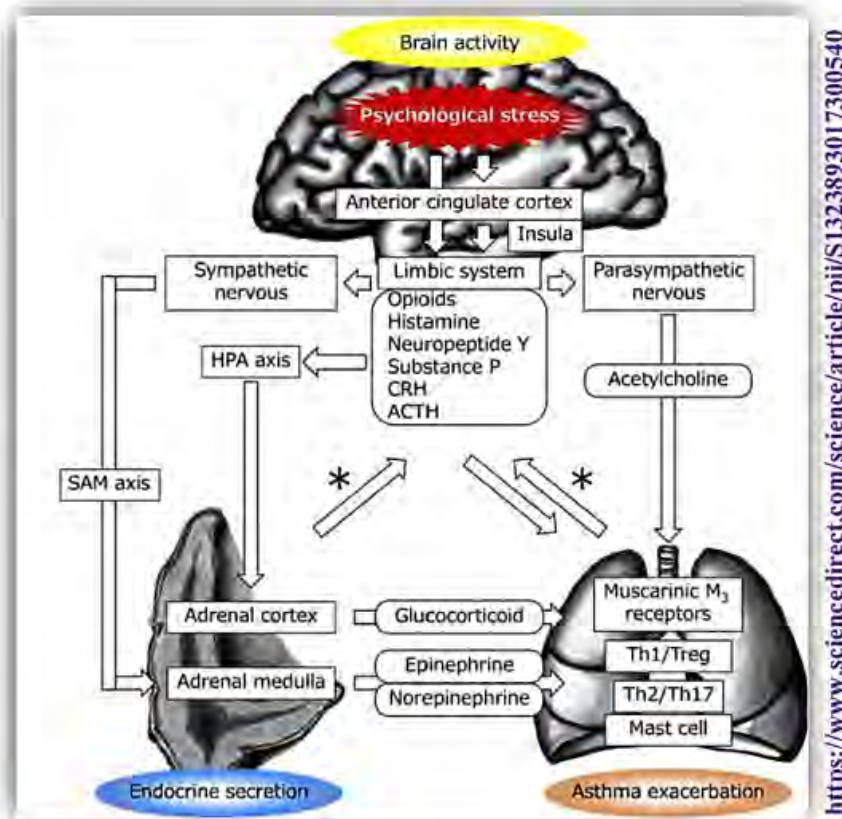 Brain activity
Psychological stress
Anterior cingulate cortex
Insula
Sympathetic
nervous
Limbic system
Parasympathetic
nervous
Opioids
Histamine
Neuropeptide Y
Substance P
CRH
ACTH
HPA axis
Acetylcholine
SAM axis
*
*
Adrenal cortex
Glucocorticoid
Muscarinic M₃
receptors
Th1/Treg
Adrenal medulla
Epinephrine
Norepinephrine
Th2/Th17
Mast cell
Endocrine secretion
Asthma exacerbation
https://www.sciencedirect.com/science/article/pii/S1323893017300540